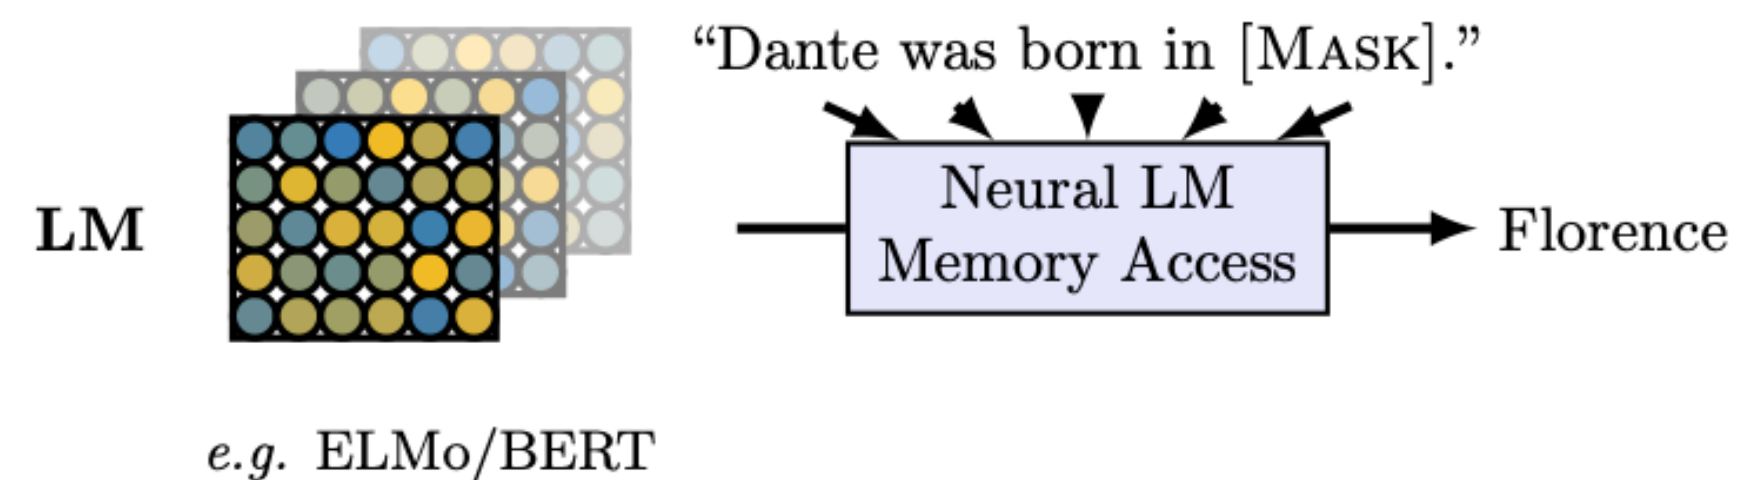 “Dante was born in [MASK].”
Neural LM
Memory Access
LM
Florence
e.g. ELMo/BERT